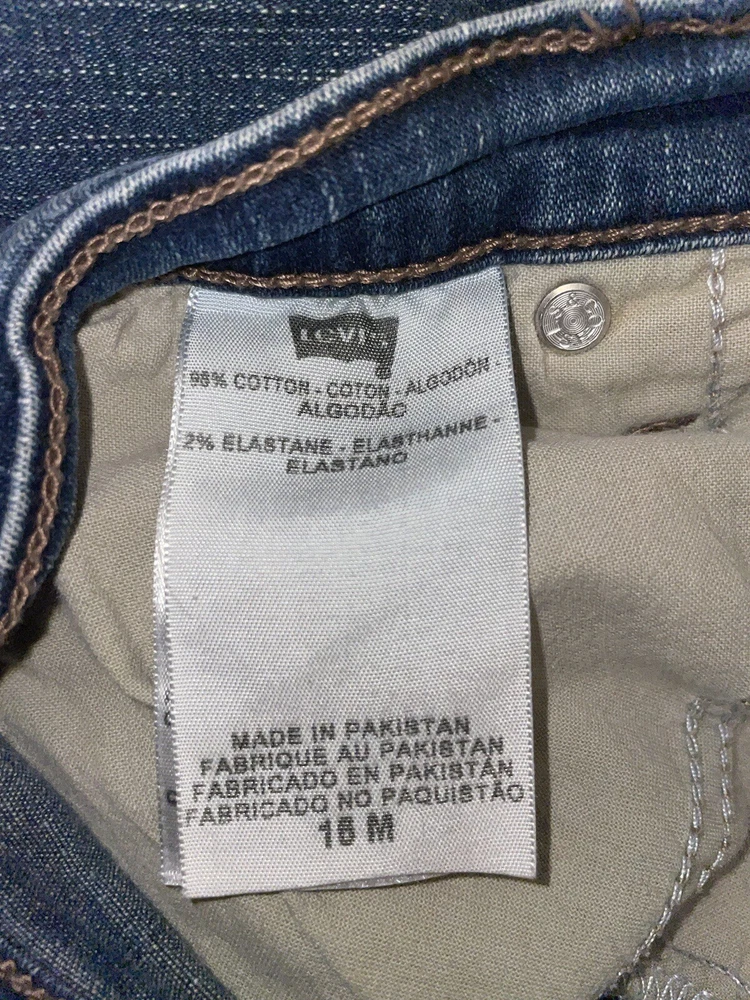 Levi's
98% COTTON - COTON - ALGODÓN -
ALGODÃO
2% ELASTANE - ELASTHANNE -
ELASTANO
MADE IN PAKISTAN
FABRIQUE AU PAKISTAN
FABRICADO EN PAKISTÁN
FABRICADO NO PAQUISTÃO
16 M